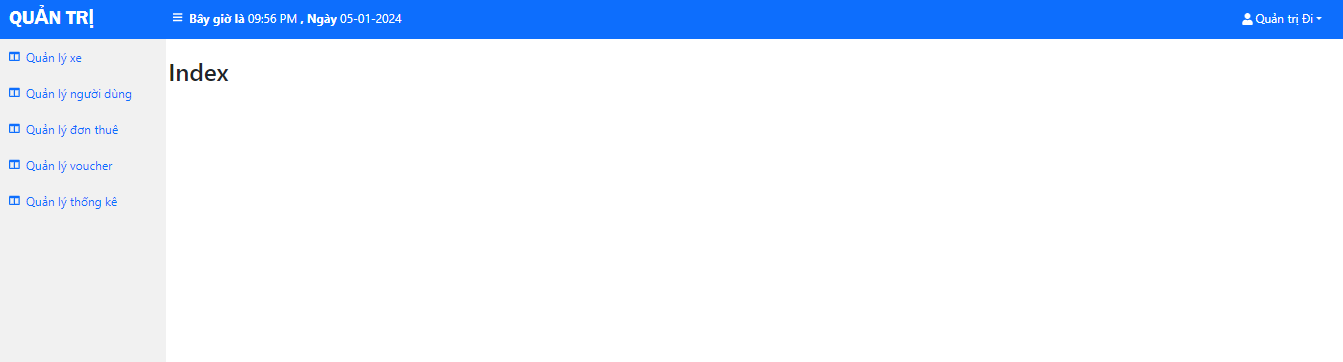 QUẢN TRỊ
Bây giờ là 09:56 PM , Ngày 05-01-2024
Quản trị Đi
Quản lý xe
Quản lý người dùng
Quản lý đơn thuê
Quản lý voucher
Quản lý thống kê
Index